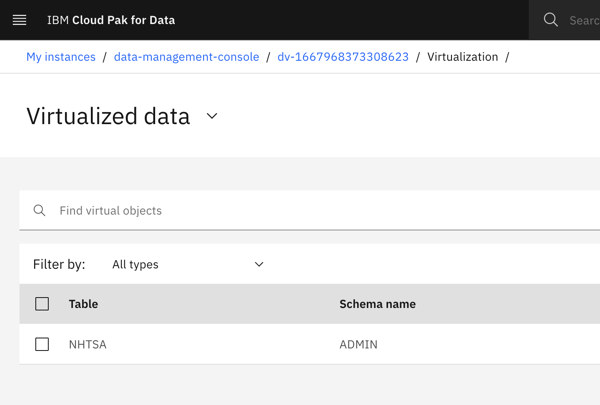 IBM Cloud Pak for Data
My instances / data-management-console / dv-1667968373308623 / Virtualization /
Virtualized data
Find virtual objects
Filter by: All types
Table Schema name
NHTSA ADMIN